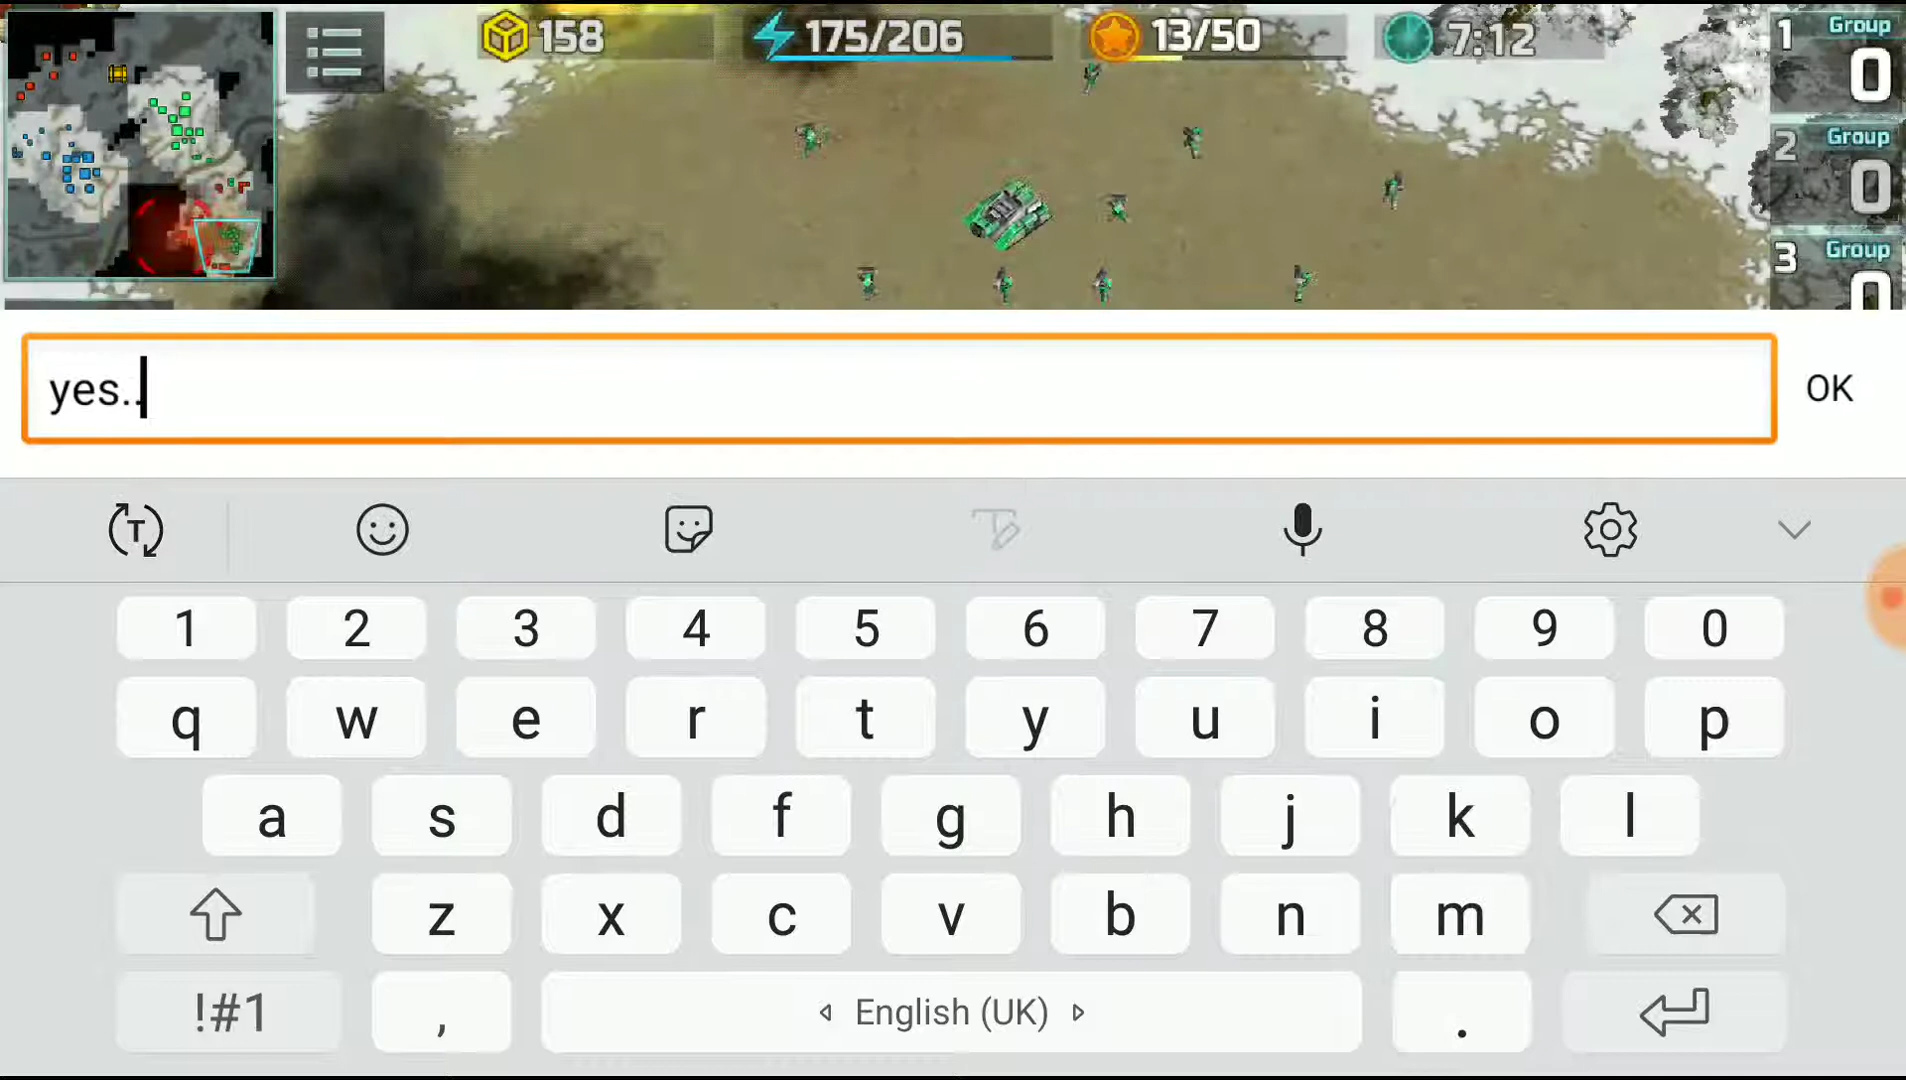 158
175/206
13/50
7:12
1 Group
0
2 Group
0
3 Group
0
yes..
OK
T
1 2 3 4 5 6 7 8 9 0
q w e r t y u i o p
a s d f g h j k l
z x c v b n m
!#1 , English (UK) .